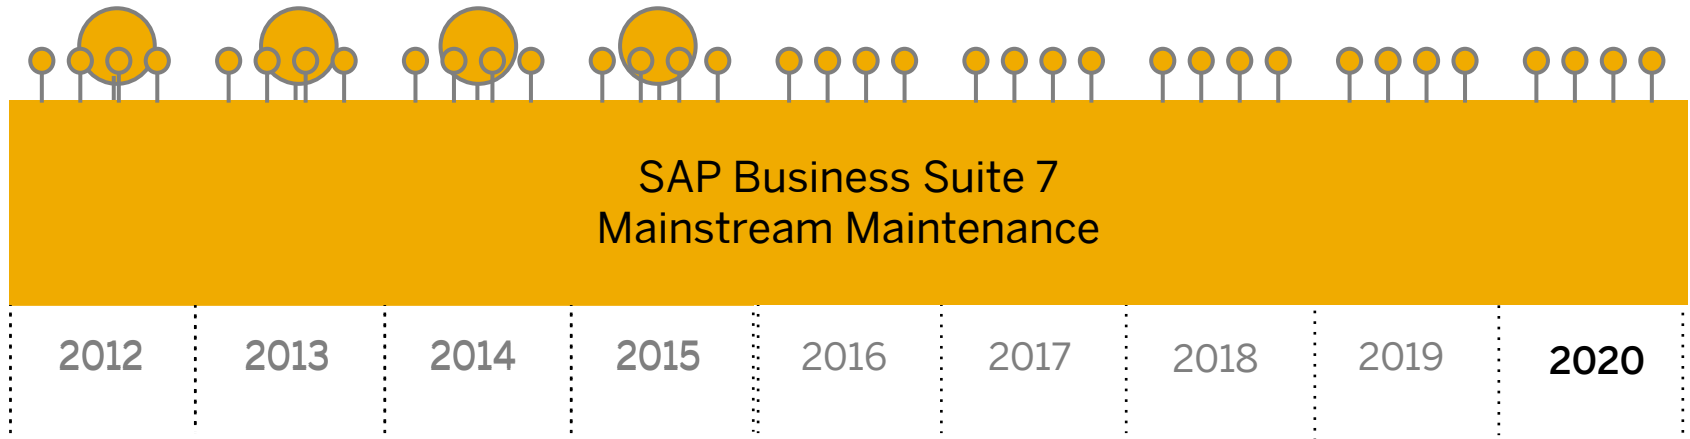 SAP Business Suite 7
Mainstream Maintenance
2012 2013 2014 2015 2016 2017 2018 2019 2020